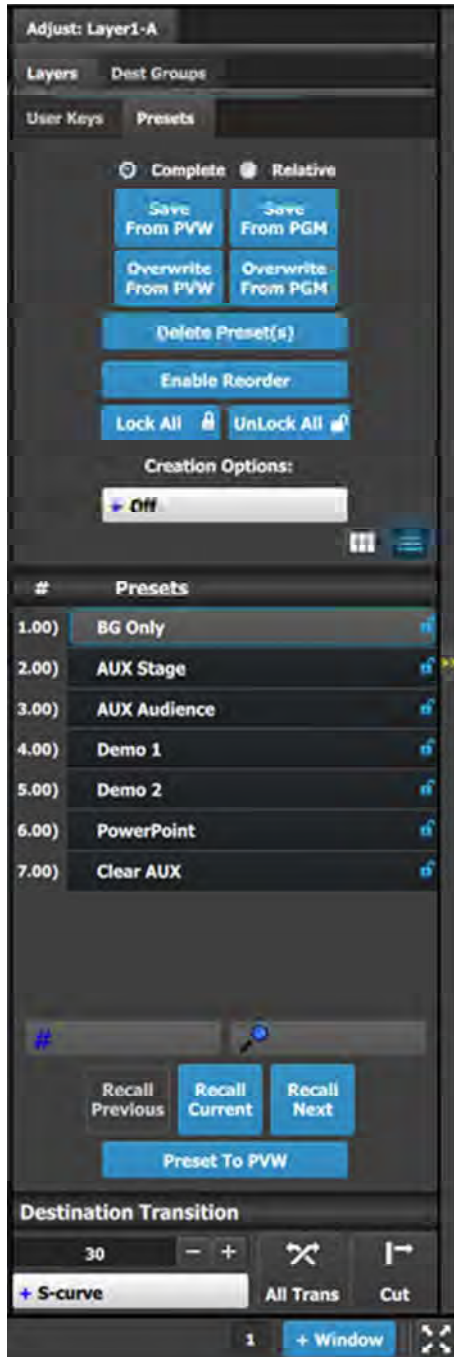 Adjust: Layer1-A
Layers Dest Groups
User Keys Presets
Complete Relative
Save From PVW
Save From PGM
Overwrite From PVW
Overwrite From PGM
Delete Preset(s)
Enable Reorder
Lock All UnLock All
Creation Options:
+ Off
# Presets
1.00) BG Only
2.00) AUX Stage
3.00) AUX Audience
4.00) Demo 1
5.00) Demo 2
6.00) PowerPoint
7.00) Clear AUX
#
Recall Previous
Recall Current
Recall Next
Preset To PVW
Destination Transition
30 − +
+ S-curve All Trans Cut
1 + Window